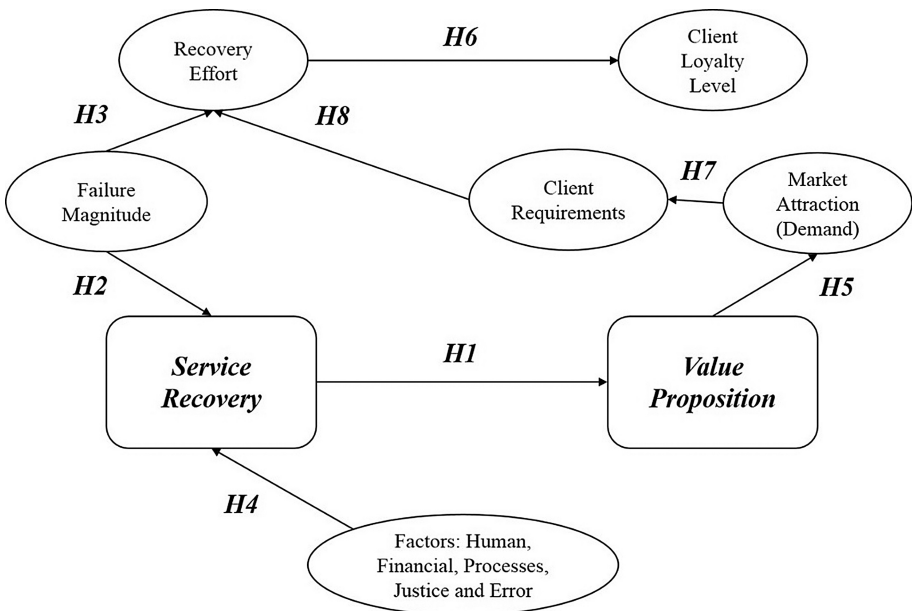 Recovery
Effort
H6
Client
Loyalty
Level
H3
H8
Failure
Magnitude
Client
Requirements
H7
Market
Attraction
(Demand)
H2
H5
Service
Recovery
H1
Value
Proposition
H4
Factors: Human,
Financial, Processes,
Justice and Error